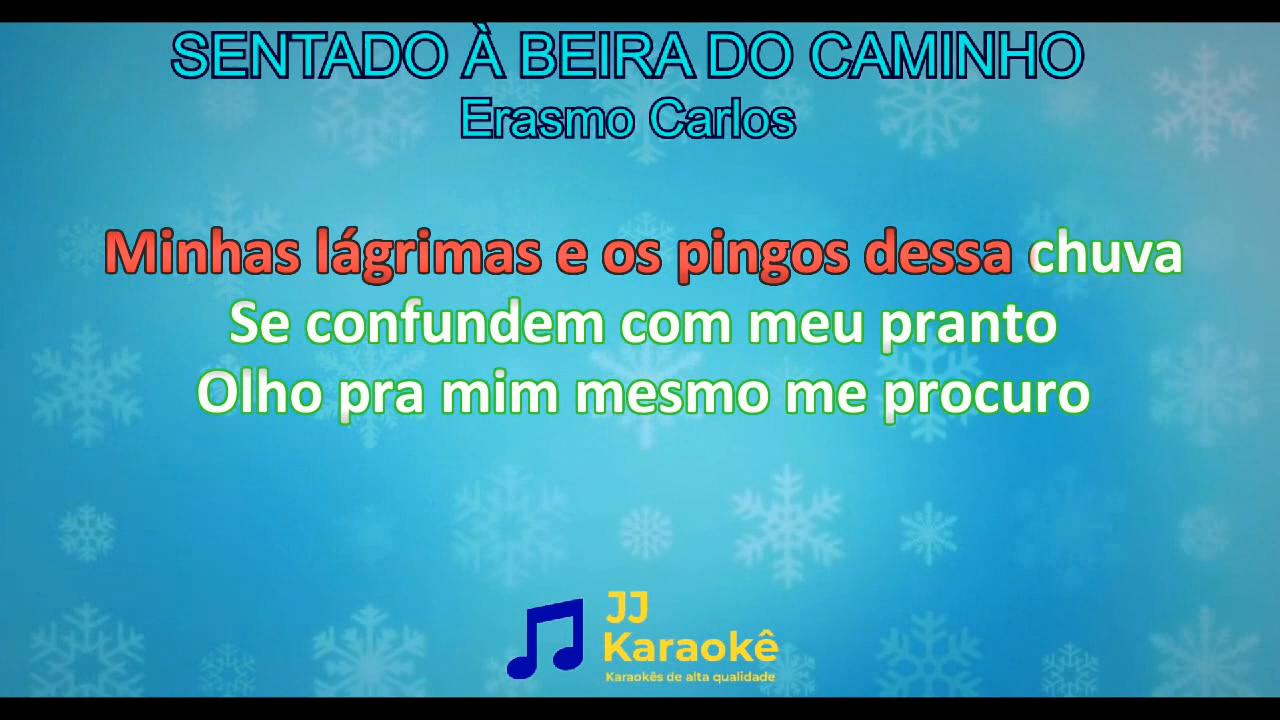 SENTADO À BEIRA DO CAMINHO
Erasmo Carlos
Minhas lágrimas e os pingos dessa chuva
Se confundem com meu pranto
Olho pra mim mesmo me procuro
JJ
Karaokê
Karaokês de alta qualidade